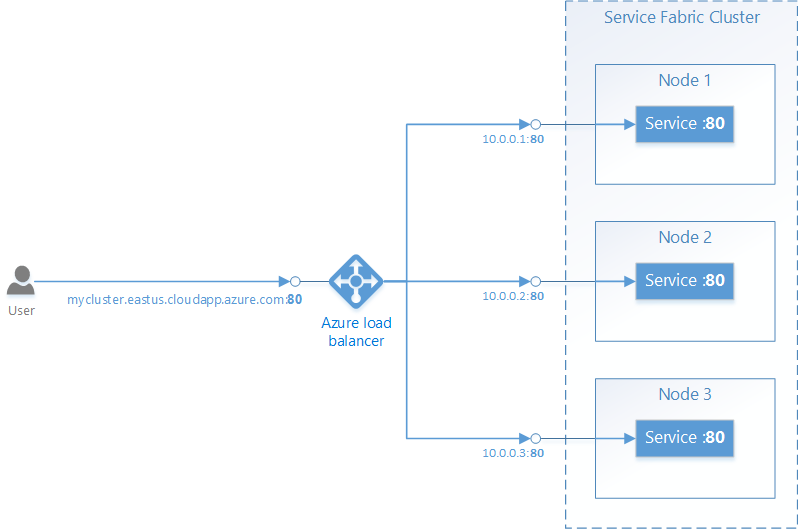 Service Fabric Cluster
Node 1
Service :80
10.0.0.1:80
Node 2
Service :80
10.0.0.2:80
User
mycluster.eastus.cloudapp.azure.com:80
Azure load
balancer
Node 3
Service :80
10.0.0.3:80